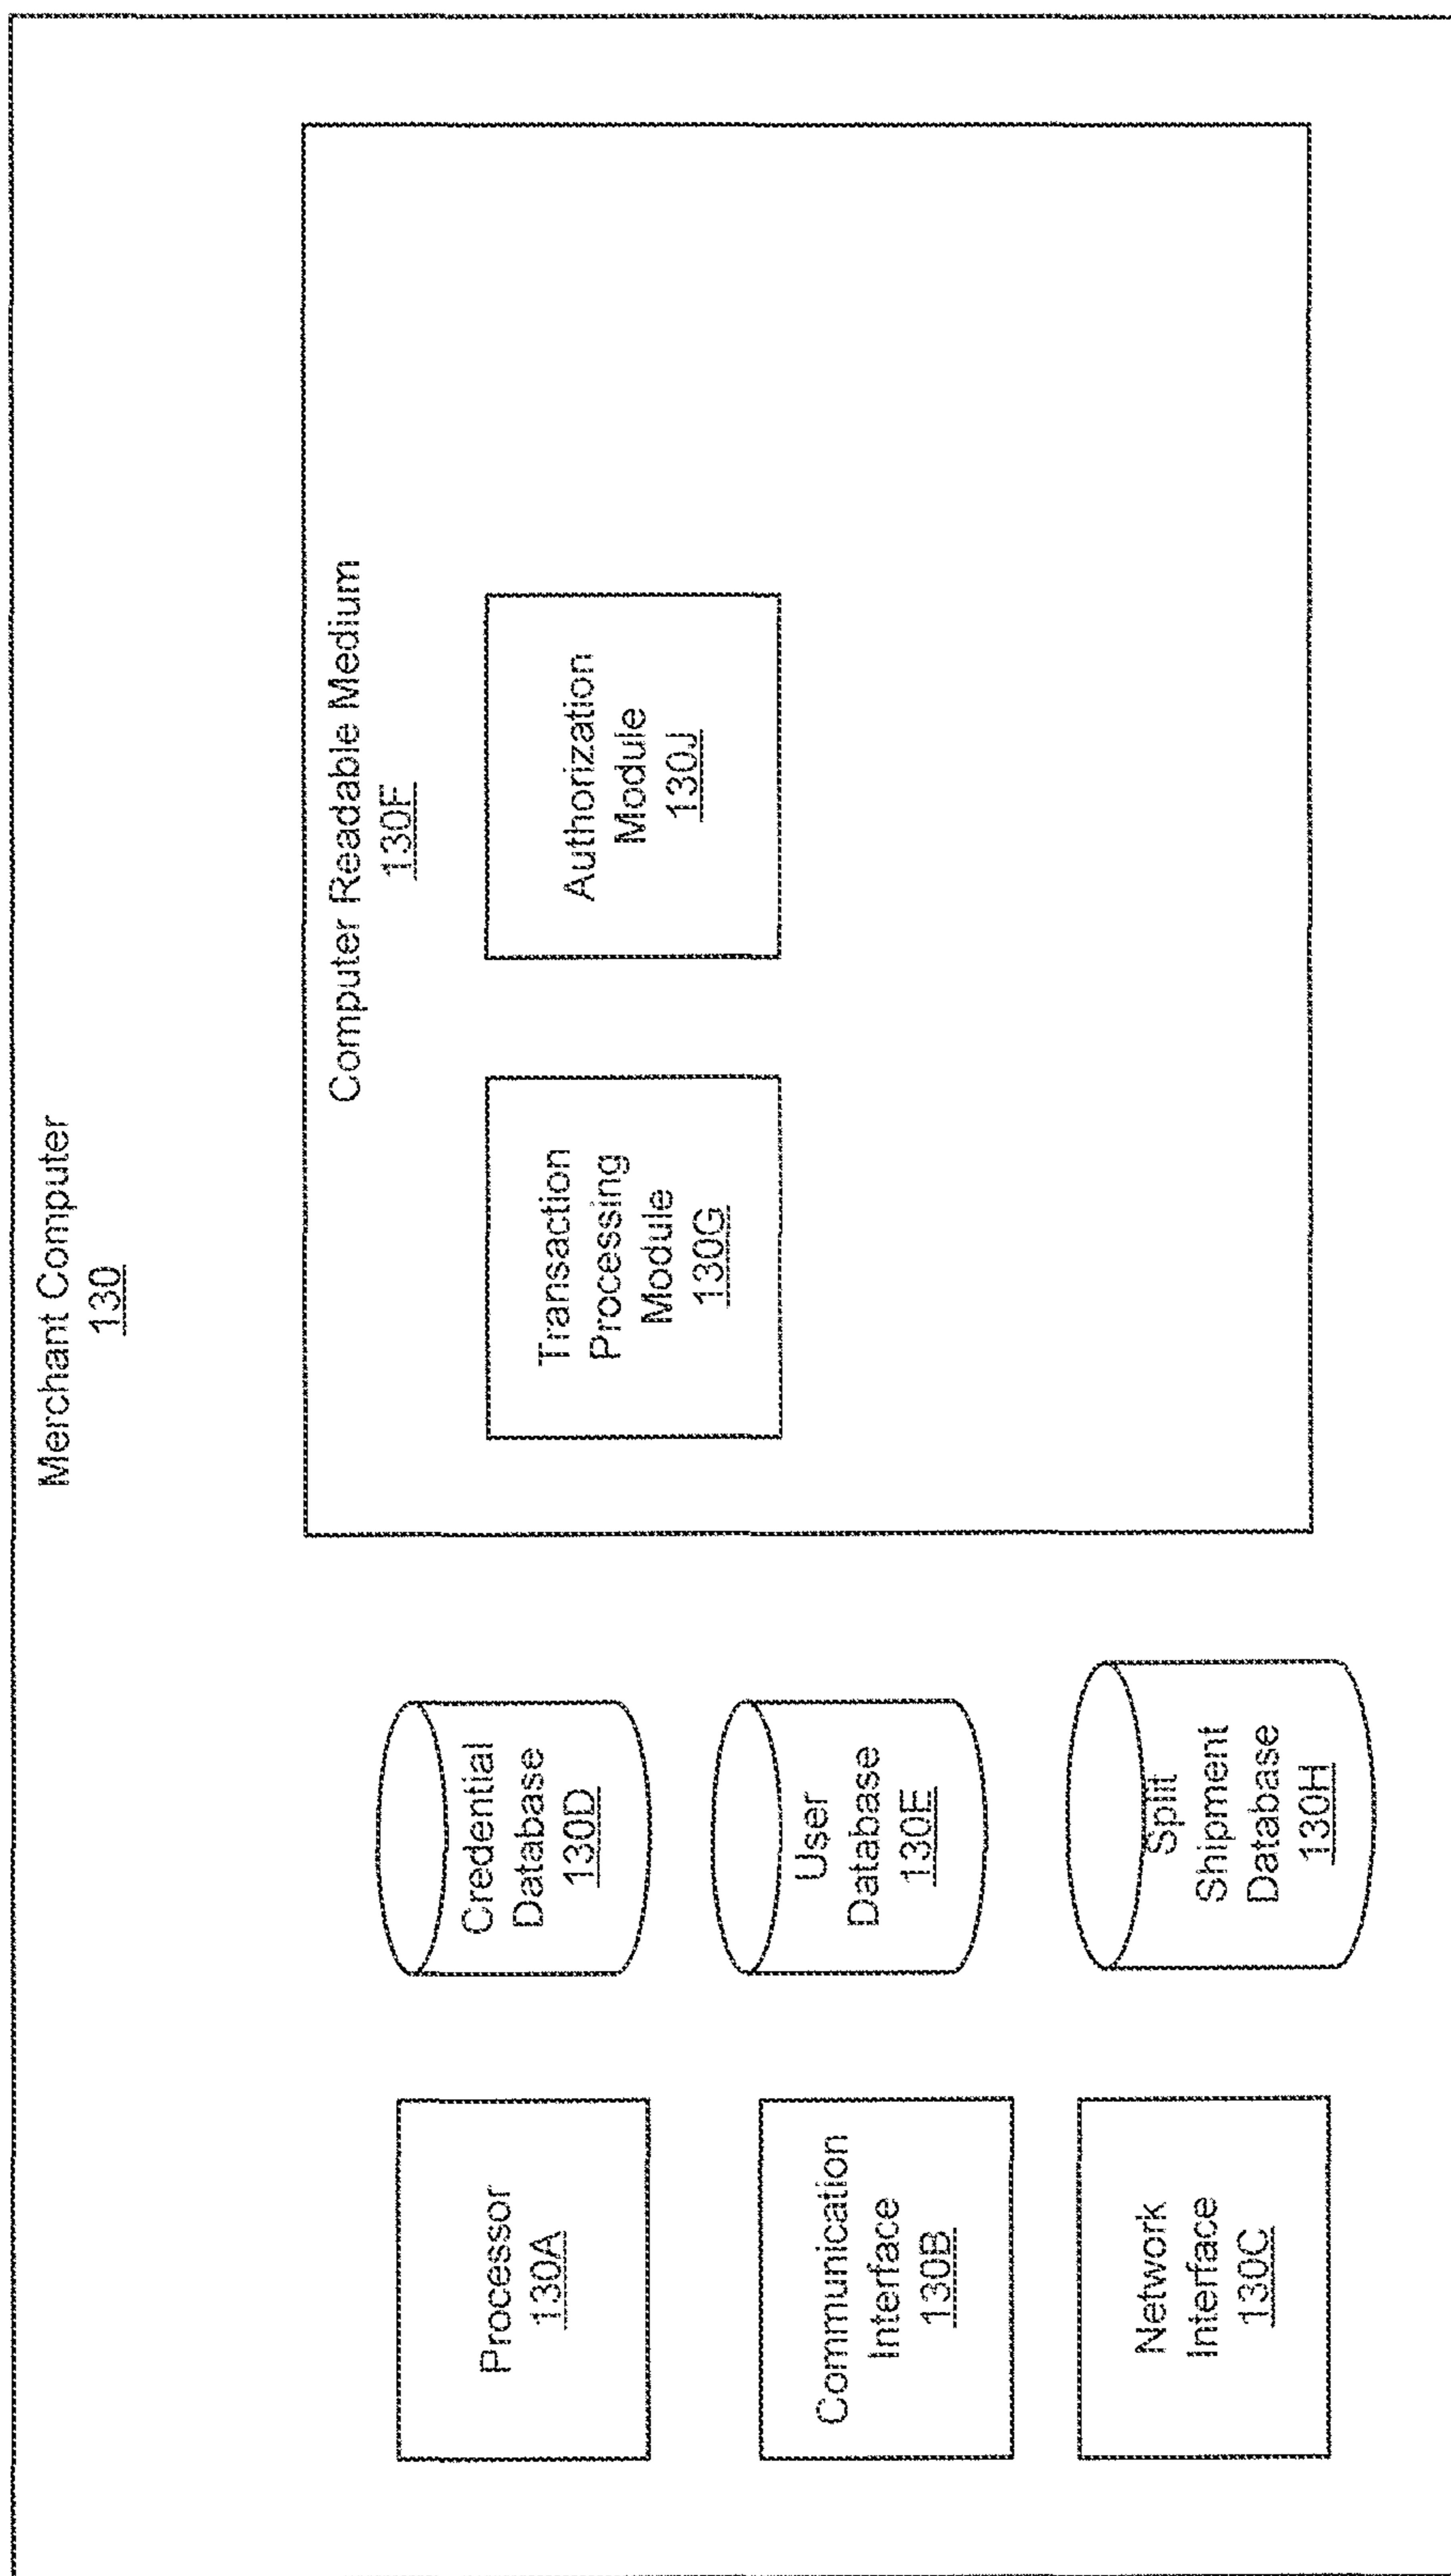 Merchant Computer
130
Processor
130A
Communication
Interface
130B
Network
Interface
130C
Credential
Database
130D
User
Database
130E
Split
Shipment
Database
130H
Computer Readable Medium
130F
Transaction
Processing
Module
130G
Authorization
Module
130J